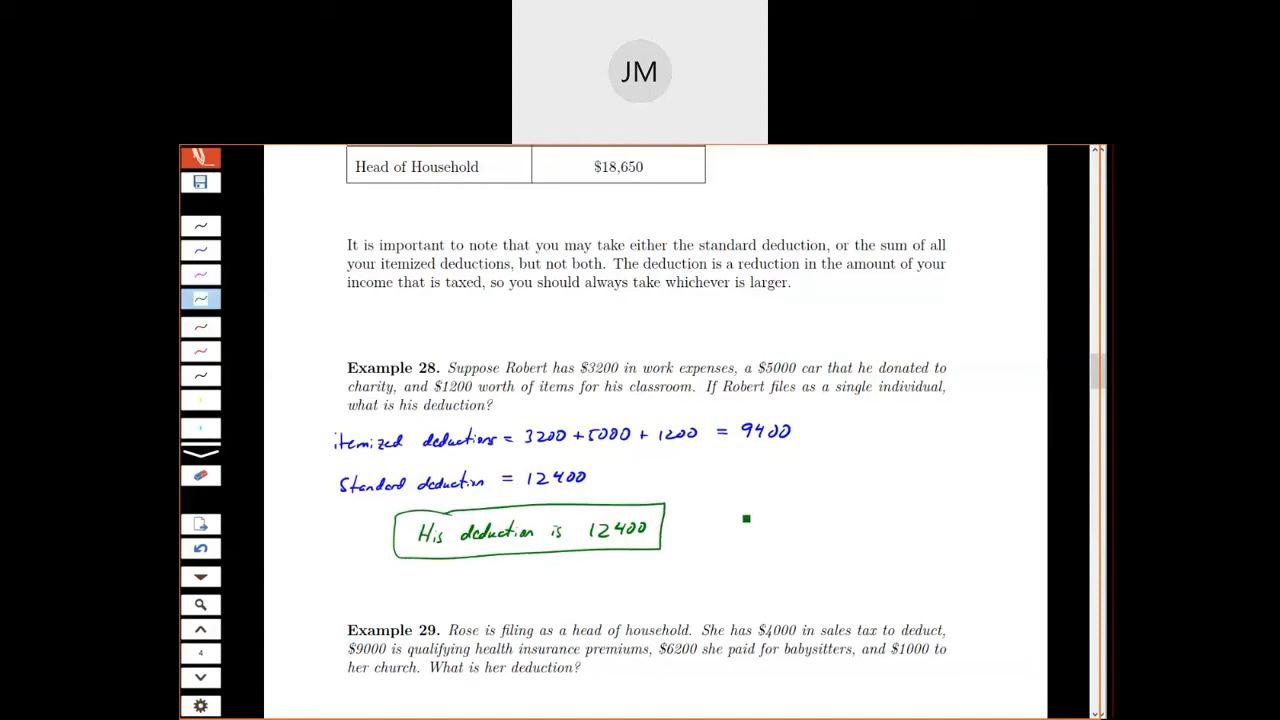 JM
Head of Household $18,650
It is important to note that you may take either the standard deduction, or the sum of all
your itemized deductions, but not both. The deduction is a reduction in the amount of your
income that is taxed, so you should always take whichever is larger.
Example 28. Suppose Robert has $3200 in work expenses, a $5000 car that he donated to
charity, and $1200 worth of items for his classroom. If Robert files as a single individual,
what is his deduction?
itemized deductions = 3200 + 5000 + 1200 = 9400
Standard deduction = 12400
His deduction is 12400
Example 29. Rose is filing as a head of household. She has $4000 in sales tax to deduct,
$9000 is qualifying health insurance premiums, $6200 she paid for babysitters, and $1000 to
her church. What is her deduction?
4